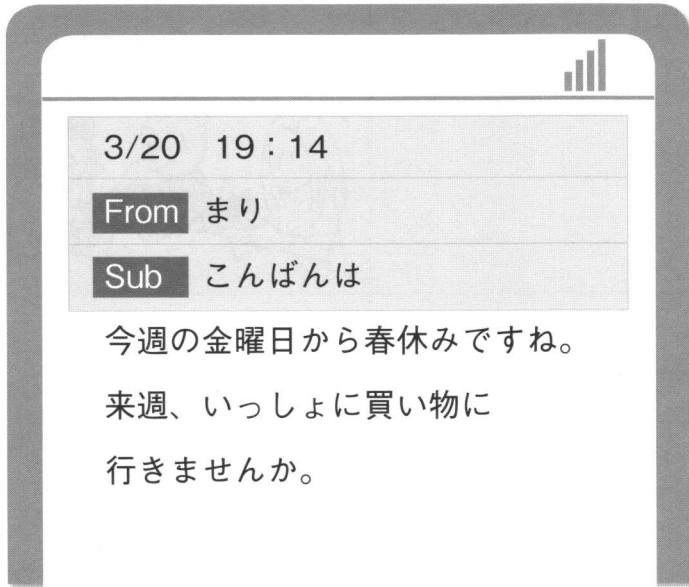 3/20 19：14
From まり
Sub こんばんは
今週の金曜日から春休みですね。
来週、いっしょに買い物に
行きませんか。